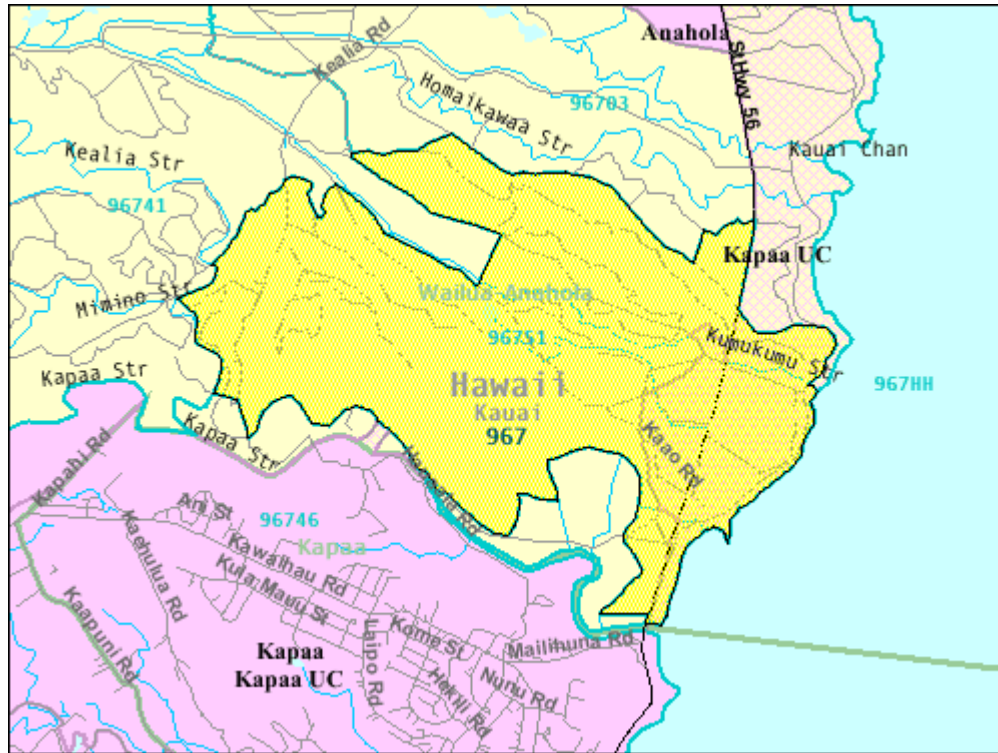 Anahola
Kealia Rd
StHwy 56
96703
Homaikawaa Str
Kauai Chan
Kealia Str
96741
Kapaa UC
Mimino Str
Wailua-Anahola
96751
Kumukumu Str
Kapaa Str
Hawaii
967HH
Kauai
967
Kapaa Str
Kaao Rd
Kapahi Rd
Hauaala Rd
Ani St
96746
Kapaa
Kaehulua Rd
Kawaihau Rd
Kula Mauu St
Kaapuni Rd
Laipo Rd
Kome St
Mailihuna Rd
Kapaa
Kapaa UC
Hekili Rd
Nunu Rd